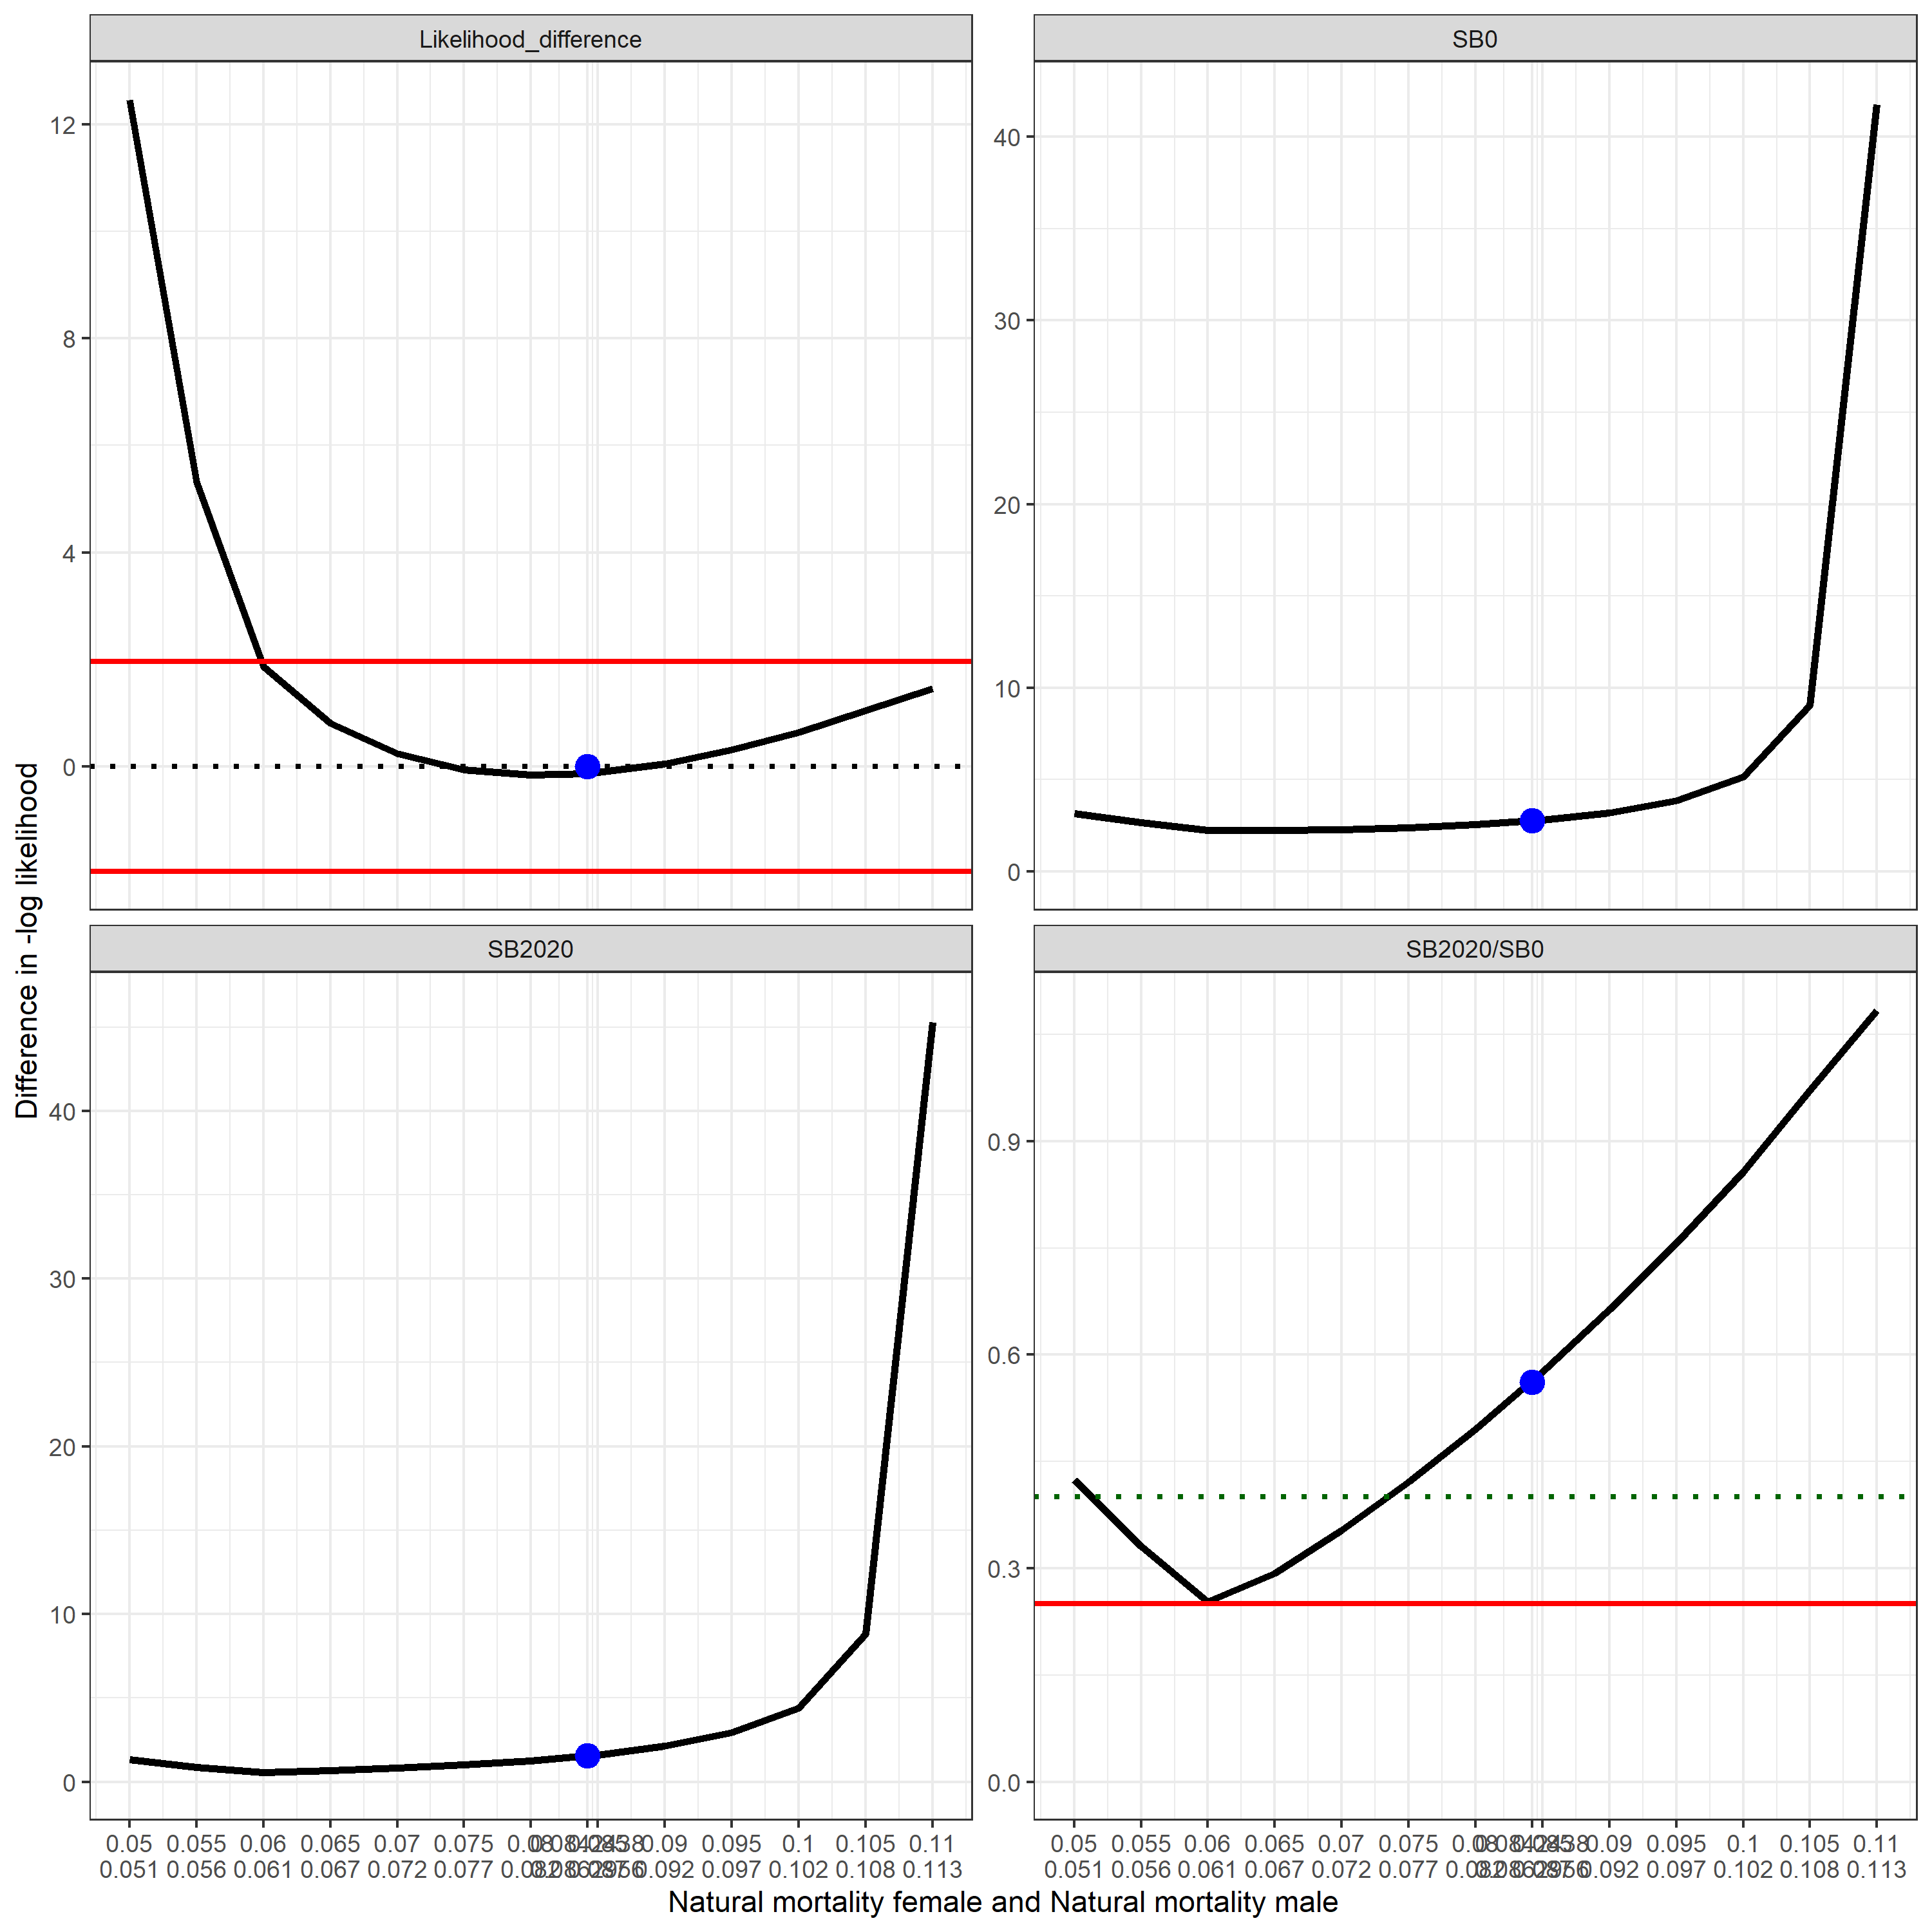 Likelihood_difference
SB0
12
8
4
0
40
30
20
10
0
Difference in -log likelihood
SB2020
SB2020/SB0
40
30
20
10
0
0.9
0.6
0.3
0.0
0.05 0.055 0.06 0.065 0.07 0.075 0.09 0.095 0.1 0.105 0.11
0.051 0.056 0.061 0.067 0.072 0.077 0.092 0.097 0.102 0.108 0.113
0.05 0.055 0.06 0.065 0.07 0.075 0.09 0.095 0.1 0.105 0.11
0.051 0.056 0.061 0.067 0.072 0.077 0.092 0.097 0.102 0.108 0.113
Natural mortality female and Natural mortality male